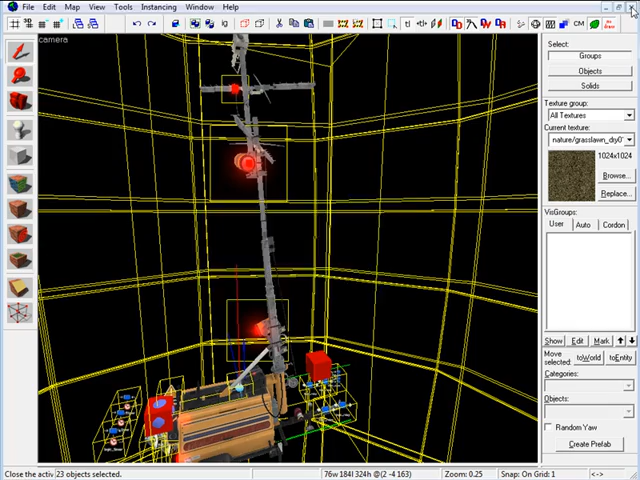 File Edit Map View Tools Instancing Window Help
camera
Select:
Groups
Objects
Solids
Texture group:
All Textures
Current texture:
nature/grasslawn_dry0
1024x1024
Browse...
Replace...
VisGroups:
User Auto Cordon
Show Edit Mark
Move selected:
toWorld toEntity
Categories:
Objects:
Random Yaw
Create Prefab
Close the activ 23 objects selected. 76w 184l 324h @(2 -4 163) Zoom: 0.25 Snap: On Grid: 1 <->